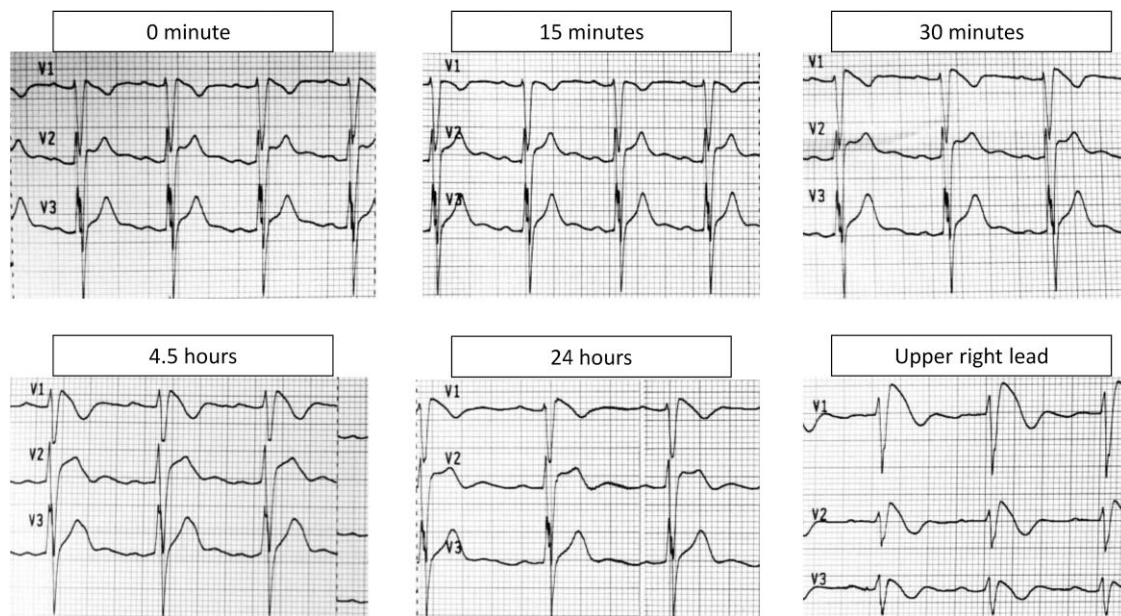 0 minute
15 minutes
30 minutes
V1
V2
V3
V1
V2
V3
V1
V2
V3
4.5 hours
24 hours
Upper right lead
V1
V2
V3
V1
V2
V3
V1
V2
V3